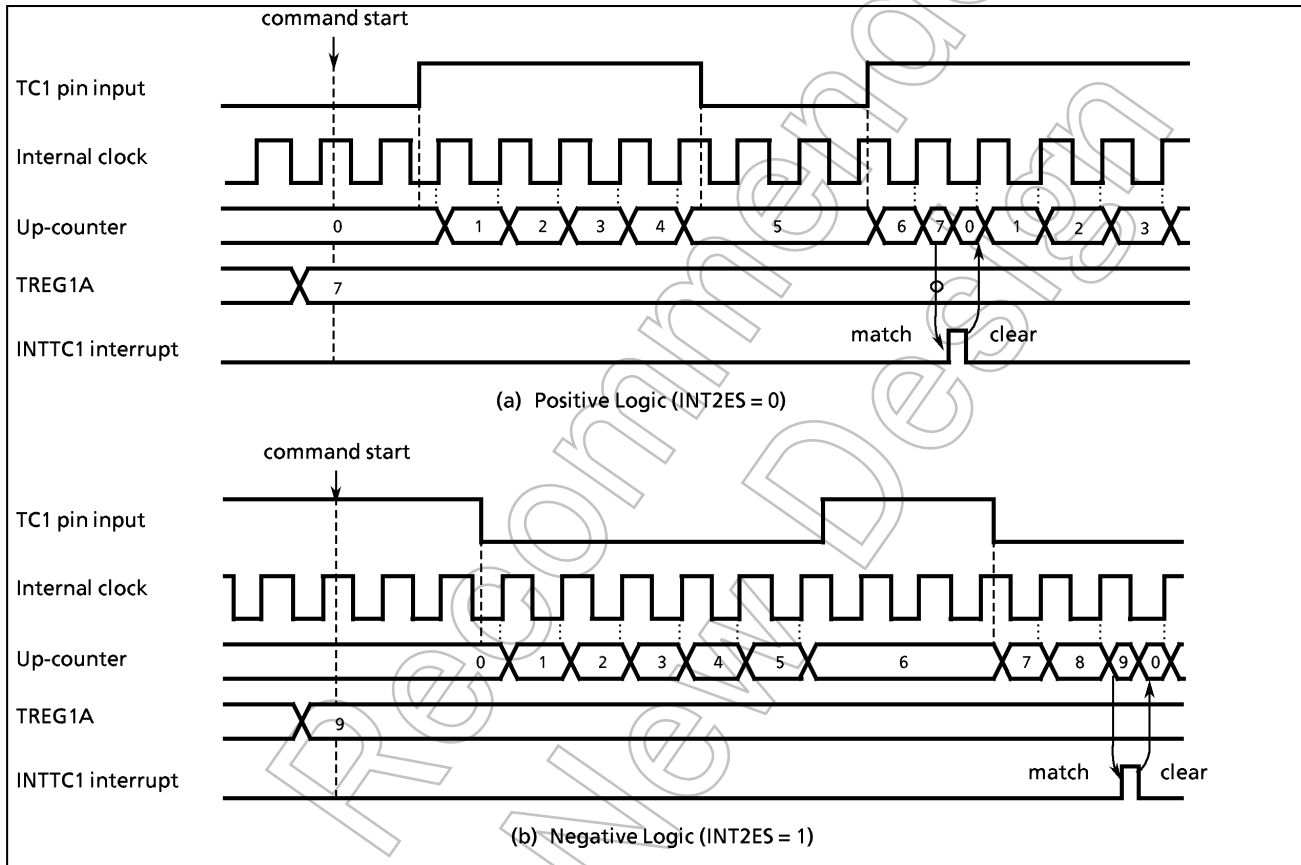 command start
TC1 pin input
Internal clock
Up-counter 0 1 2 3 4 5 6 7 0 1 2 3
TREG1A 7
INTTC1 interrupt match clear
(a) Positive Logic (INT2ES = 0)
command start
TC1 pin input
Internal clock
Up-counter 0 1 2 3 4 5 6 7 8 9 0
TREG1A 9
INTTC1 interrupt match clear
(b) Negative Logic (INT2ES = 1)
Recommende
New Design